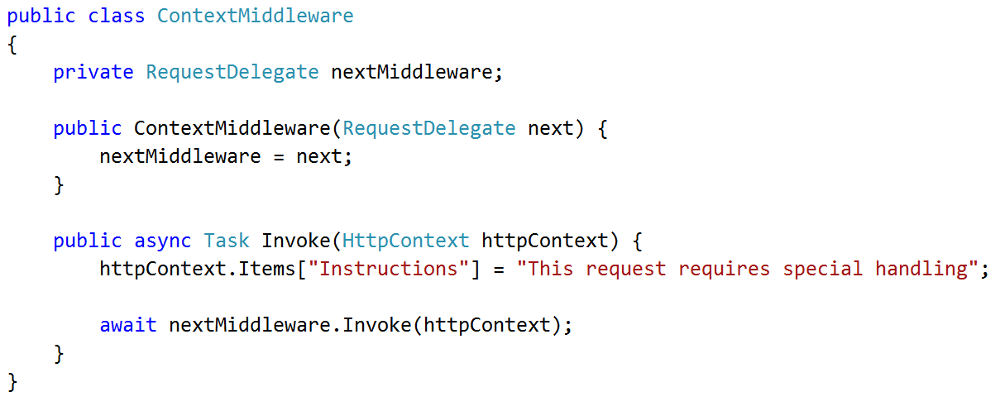 public class ContextMiddleware
{
    private RequestDelegate nextMiddleware;

    public ContextMiddleware(RequestDelegate next) {
        nextMiddleware = next;
    }

    public async Task Invoke(HttpContext httpContext) {
        httpContext.Items["Instructions"] = "This request requires special handling";

        await nextMiddleware.Invoke(httpContext);
    }
}